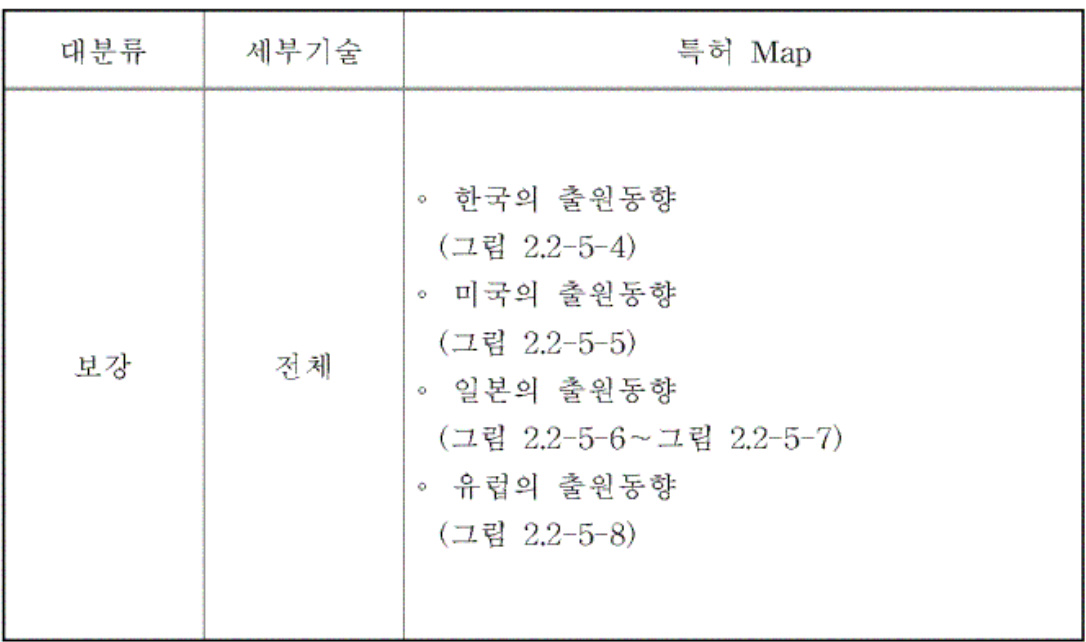 대분류 세부기술 특허 Map
보강 전체
◦ 한국의 출원동향
(그림 2.2-5-4)
◦ 미국의 출원동향
(그림 2.2-5-5)
◦ 일본의 출원동향
(그림 2.2-5-6~그림 2.2-5-7)
◦ 유럽의 출원동향
(그림 2.2-5-8)